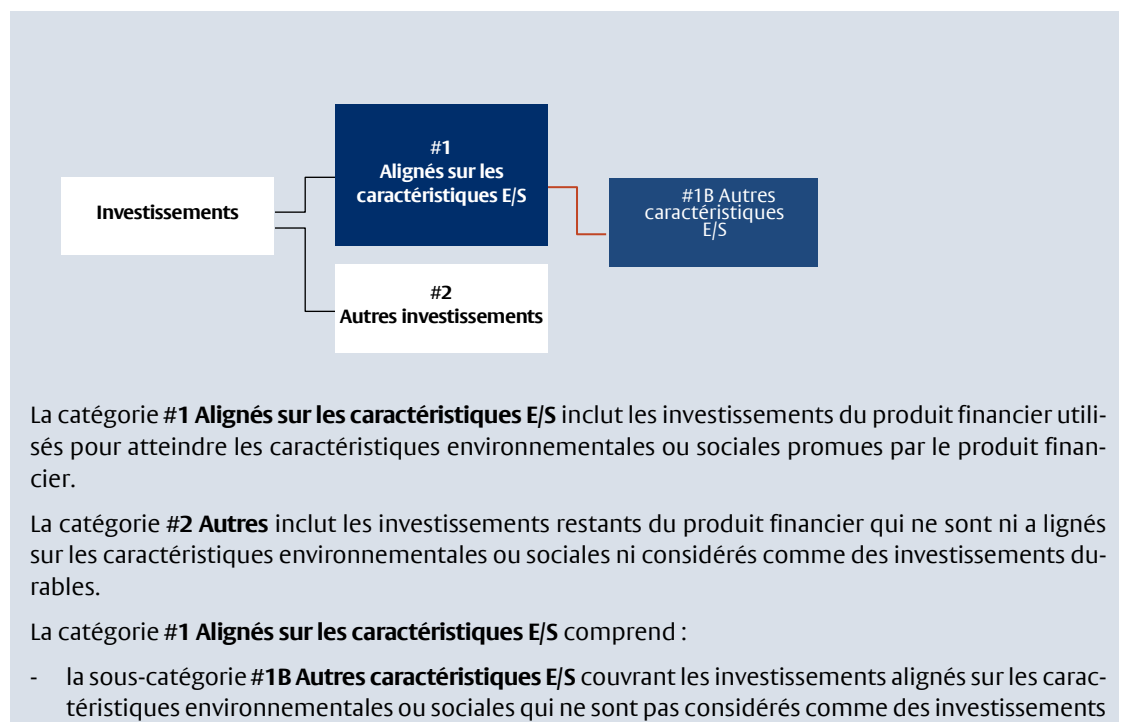 #1
Alignés sur les
caractéristiques E/S
Investissements
#1B Autres
caractéristiques
E/S
#2
Autres investissements
La catégorie #1 Alignés sur les caractéristiques E/S inclut les investissements du produit financier utili-
sés pour atteindre les caractéristiques environnementales ou sociales promues par le produit finan-
cier.
La catégorie #2 Autres inclut les investissements restants du produit financier qui ne sont ni a lignés
sur les caractéristiques environnementales ou sociales ni considérés comme des investissements du-
rables.
La catégorie #1 Alignés sur les caractéristiques E/S comprend :
- la sous-catégorie #1B Autres caractéristiques E/S couvrant les investissements alignés sur les carac-
téristiques environnementales ou sociales qui ne sont pas considérés comme des investissements